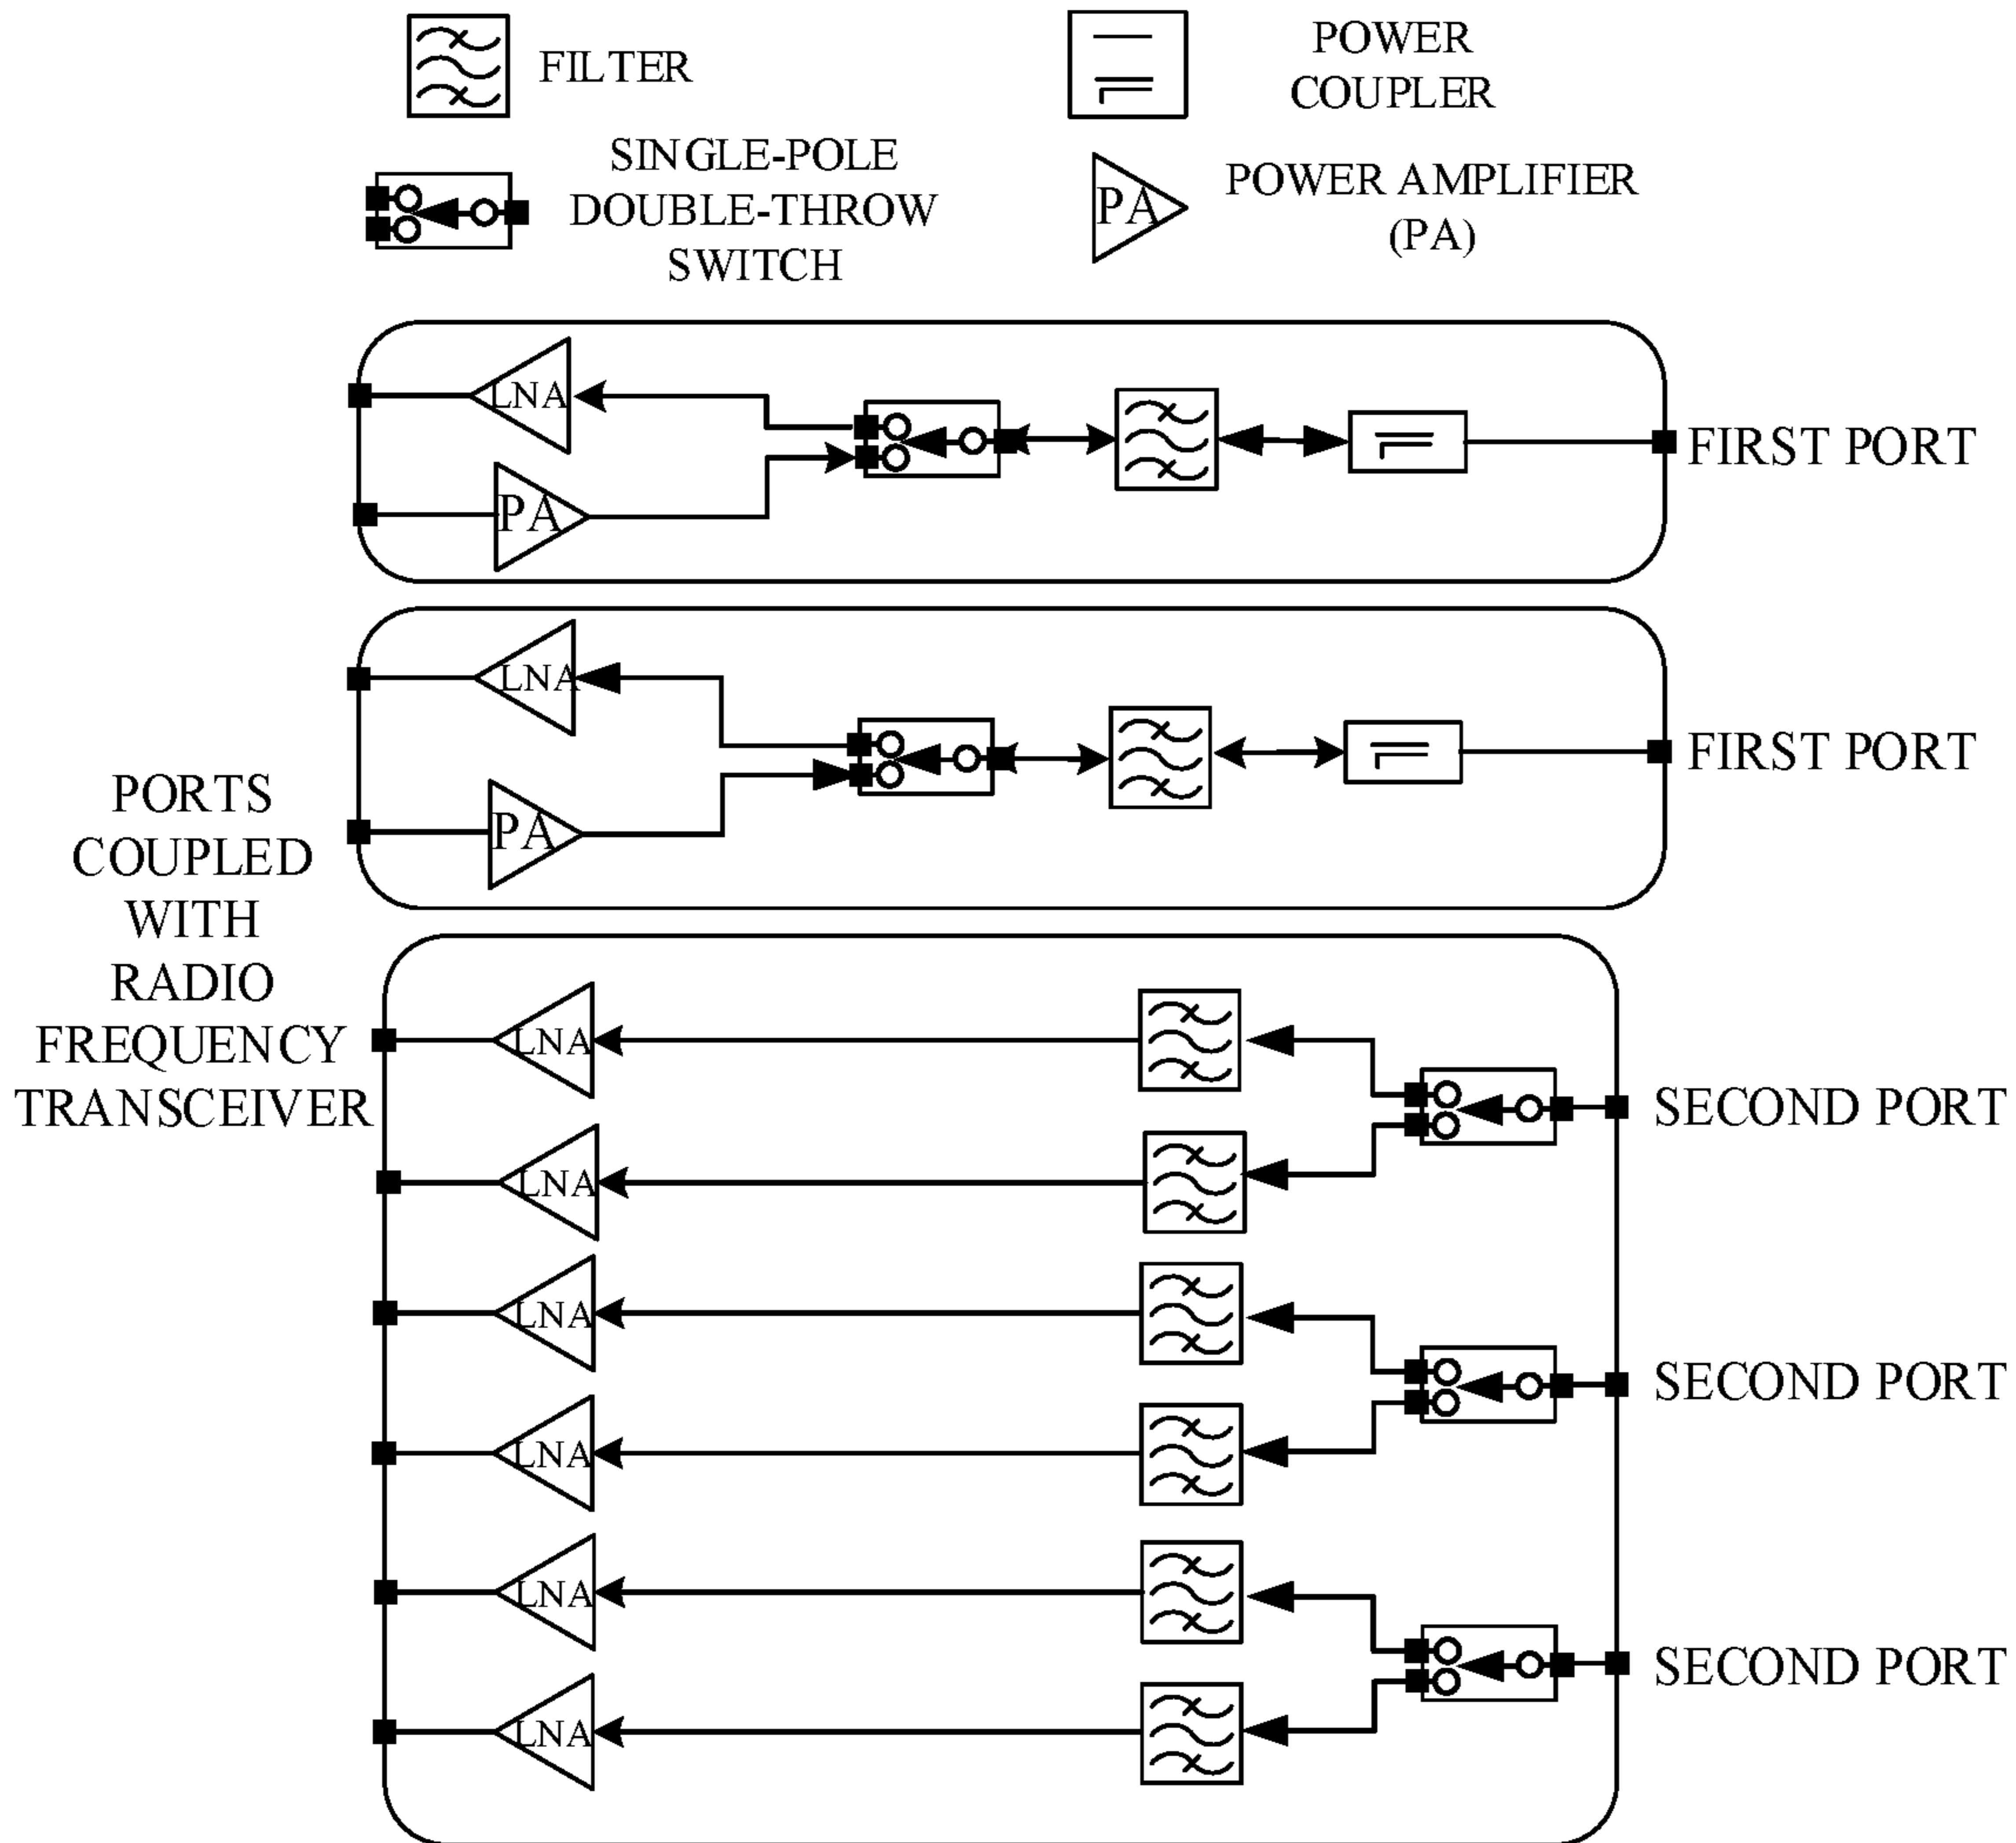 FILTER
POWER
COUPLER
SINGLE-POLE
DOUBLE-THROW
SWITCH
PA
POWER AMPLIFIER
(PA)
LNA
PA
FIRST PORT
LNA
PA
FIRST PORT
PORTS
COUPLED
WITH
RADIO
FREQUENCY
TRANSCEIVER
LNA
LNA
SECOND PORT
LNA
LNA
SECOND PORT
LNA
LNA
SECOND PORT